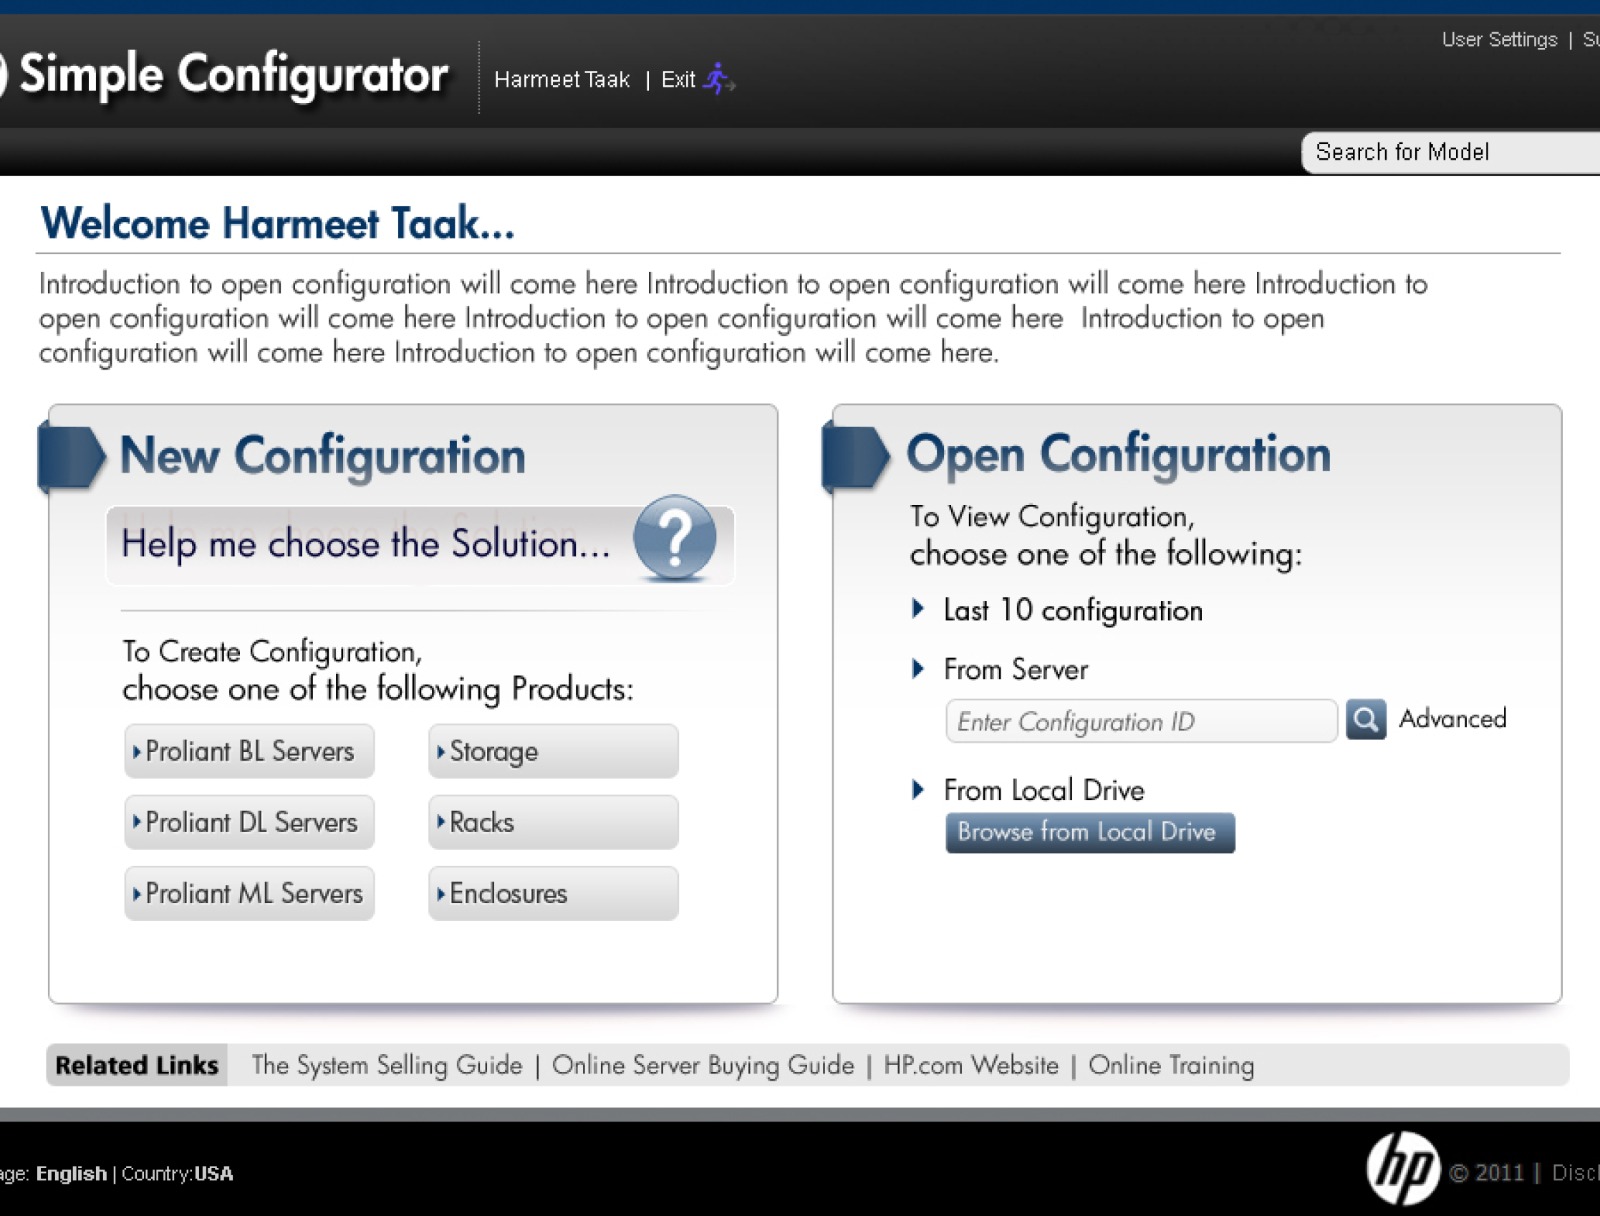 Simple Configurator
Harmeet Taak | Exit
User Settings |
Search for Model
Welcome Harmeet Taak...
Introduction to open configuration will come here Introduction to open configuration will come here Introduction to
open configuration will come here Introduction to open configuration will come here Introduction to open
configuration will come here Introduction to open configuration will come here.
New Configuration
Help me choose the Solution...
?
To Create Configuration,
choose one of the following Products:
Proliant BL Servers
Storage
Proliant DL Servers
Racks
Proliant ML Servers
Enclosures
Open Configuration
To View Configuration,
choose one of the following:
Last 10 configuration
From Server
Enter Configuration ID
Advanced
From Local Drive
Browse from Local Drive
Related Links
The System Selling Guide | Online Server Buying Guide | HP.com Website | Online Training
age: English | Country:USA
hp © 2011 |